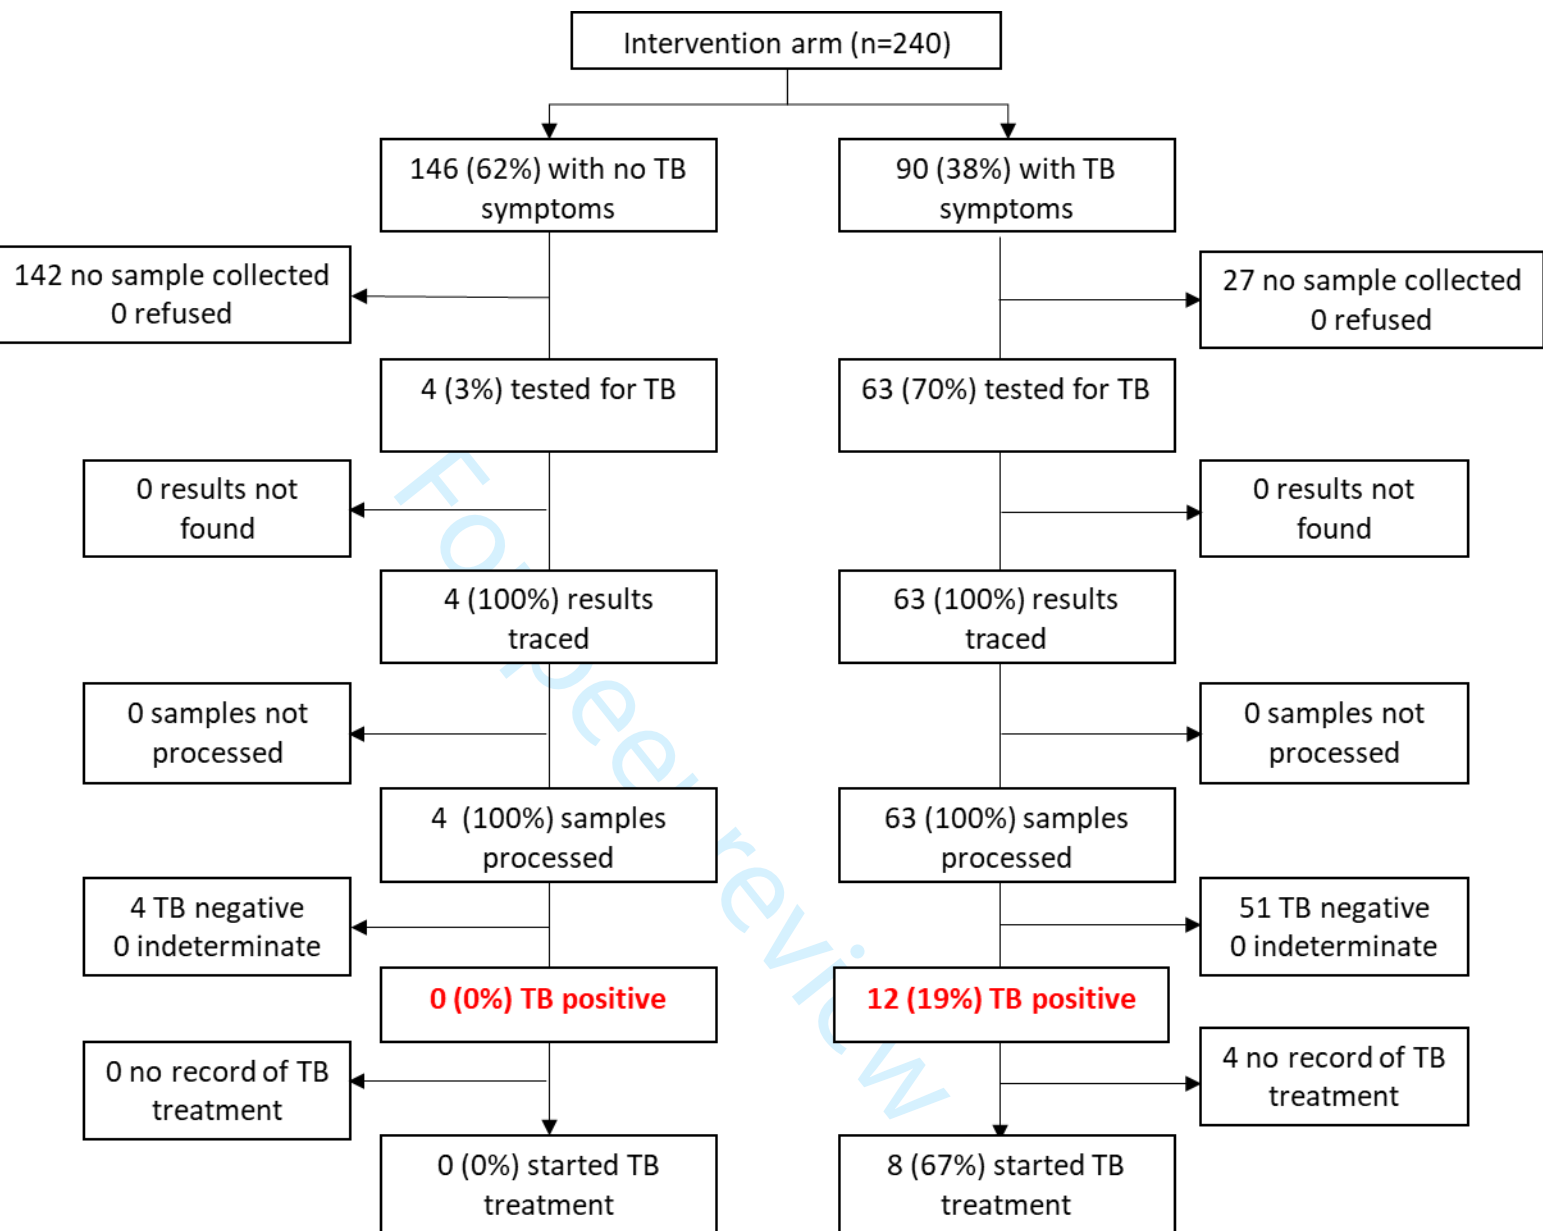 Intervention arm (n=240)
146 (62%) with no TB
symptoms
90 (38%) with TB
symptoms
142 no sample collected
0 refused
27 no sample collected
0 refused
4 (3%) tested for TB
63 (70%) tested for TB
0 results not
found
0 results not
found
4 (100%) results
traced
63 (100%) results
traced
0 samples not
processed
0 samples not
processed
4 (100%) samples
processed
63 (100%) samples
processed
4 TB negative
0 indeterminate
51 TB negative
0 indeterminate
0 (0%) TB positive
12 (19%) TB positive
0 no record of TB
treatment
4 no record of TB
treatment
0 (0%) started TB
treatment
8 (67%) started TB
treatment
For peer review